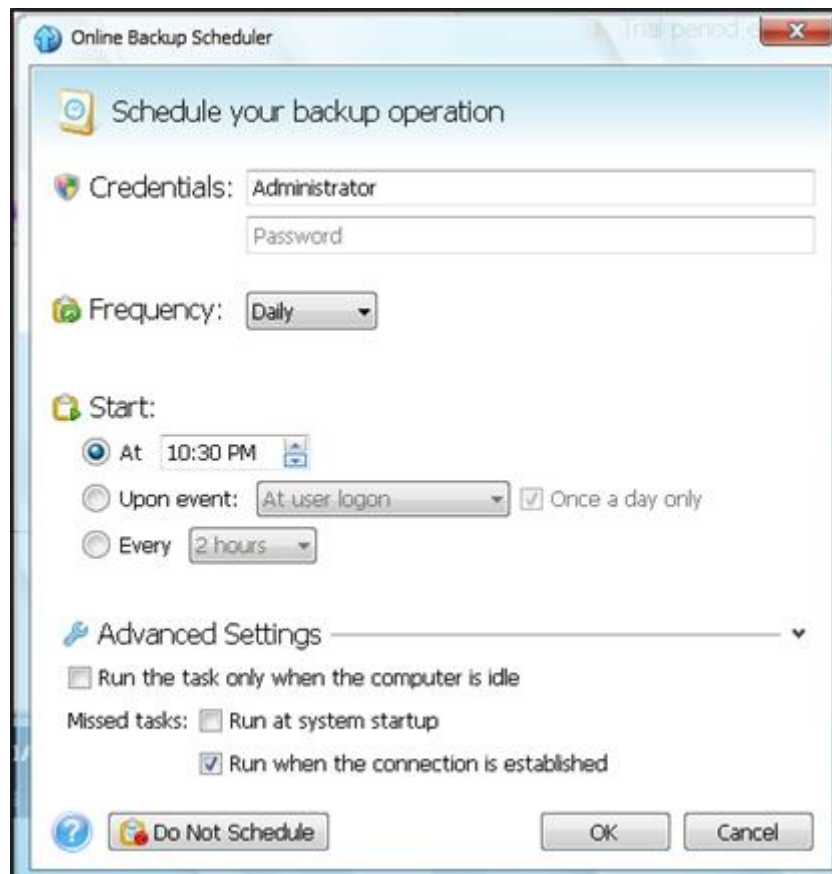 Trial period e
Online Backup Scheduler
Schedule your backup operation
Credentials: Administrator
Password
Frequency: Daily
Start:
At 10:30 PM
Upon event: At user logon Once a day only
Every 2 hours
Advanced Settings
Run the task only when the computer is idle
Missed tasks: Run at system startup
Run when the connection is established
? Do Not Schedule OK Cancel